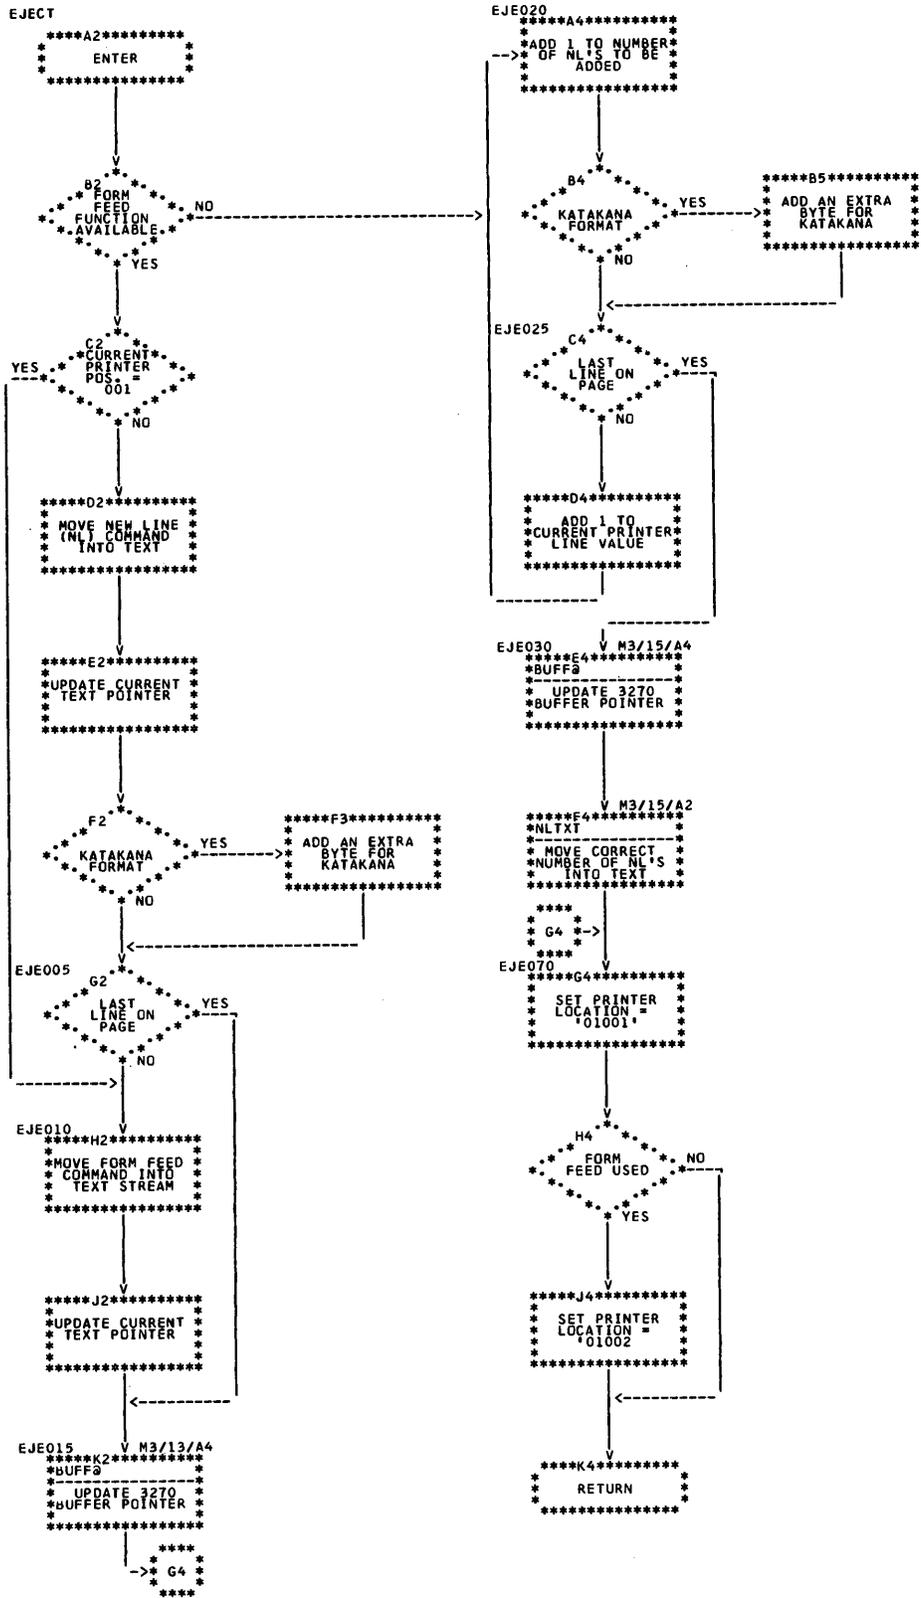 EJECT
A2
ENTER
B2
FORM
FEED
FUNCTION
AVAILABLE
NO
YES
C2
CURRENT
PRINTER
POS. =
001
YES
NO
D2
MOVE NEW LINE
(NL) COMMAND
INTO TEXT
E2
UPDATE CURRENT
TEXT POINTER
F2
KATAKANA
FORMAT
YES
NO
F3
ADD AN EXTRA
BYTE FOR
KATAKANA
EJE005
G2
LAST
LINE ON
PAGE
YES
NO
EJE010
H2
MOVE FORM FEED
COMMAND INTO
TEXT STREAM
J2
UPDATE CURRENT
TEXT POINTER
EJE015
M3/13/A4
K2
BUFF@
UPDATE 3270
BUFFER POINTER
G4
EJE020
A4
ADD 1 TO NUMBER
OF NL'S TO BE
ADDED
B4
KATAKANA
FORMAT
YES
NO
B5
ADD AN EXTRA
BYTE FOR
KATAKANA
EJE025
C4
LAST
LINE ON
PAGE
YES
NO
D4
ADD 1 TO
CURRENT PRINTER
LINE VALUE
EJE030
M3/15/A4
E4
BUFF@
UPDATE 3270
BUFFER POINTER
M3/15/A2
F4
NLTXT
MOVE CORRECT
NUMBER OF NL'S
INTO TEXT
G4
EJE070
G4
SET PRINTER
LOCATION =
'01001'
H4
FORM
FEED USED
NO
YES
J4
SET PRINTER
LOCATION =
'01002
K4
RETURN